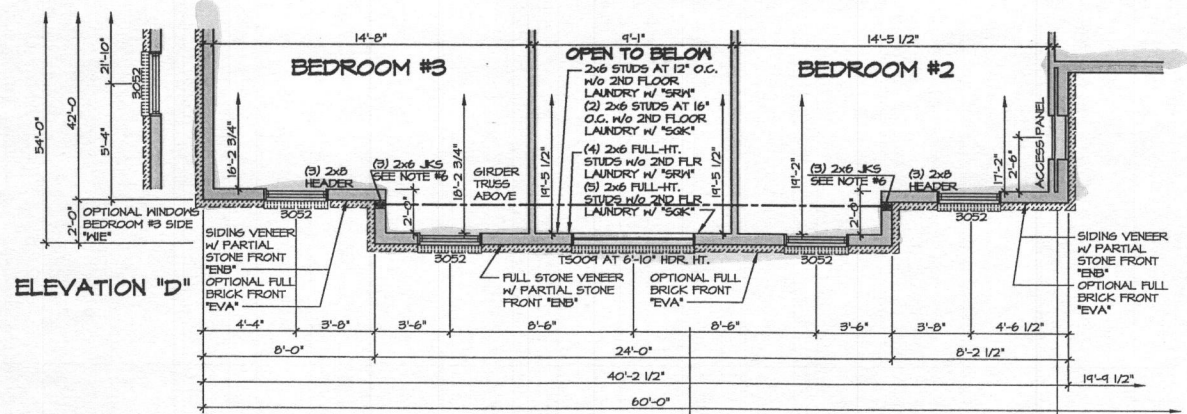 14'-8"
9'-1"
14'-5 1/2"
BEDROOM #3
OPEN TO BELOW
BEDROOM #2
2x6 STUDS AT 12" O.C.
W/O 2ND FLOOR
LAUNDRY W/ "SRW"
(2) 2x6 STUDS AT 16"
O.C. W/O 2ND FLOOR
LAUNDRY W/ "SGK"
(4) 2x6 FULL-HT.
STUDS W/O 2ND FLR
LAUNDRY W/ "SRW"
(5) 2x6 FULL-HT.
STUDS W/O 2ND FLR
LAUNDRY W/ "SGK"
54'-0"
42'-0
21'-10"
5'-4"
2'-0"
3052
OPTIONAL WINDOWS
BEDROOM #3 SIDE
"WIE"
16'-2 3/4"
(3) 2x8
HEADER
3052
(3) 2x6 JKS
SEE NOTE #6
2'-0"
18'-2 3/4"
GIRDER
TRUSS
ABOVE
19'-5 1/2"
19'-5 1/2"
19'-2"
(3) 2x6 JKS
SEE NOTE #6
2'-0"
(3) 2x8
HEADER
3052
17'-2"
2'-6"
ACCESS PANEL
3052
TS009 AT 6'-10" HDR. HT.
3052
SIDING VENEER
W/ PARTIAL
STONE FRONT
"ENB"
OPTIONAL FULL
BRICK FRONT
"EVA"
FULL STONE VENEER
W/ PARTIAL STONE
FRONT "ENB"
OPTIONAL FULL
BRICK FRONT
"EVA"
SIDING VENEER
W/ PARTIAL
STONE FRONT
"ENB"
OPTIONAL FULL
BRICK FRONT
"EVA"
ELEVATION "D"
4'-4"
3'-8"
3'-6"
8'-6"
8'-6"
3'-6"
3'-8"
4'-6 1/2"
8'-0"
24'-0"
8'-2 1/2"
40'-2 1/2"
19'-9 1/2"
60'-0"